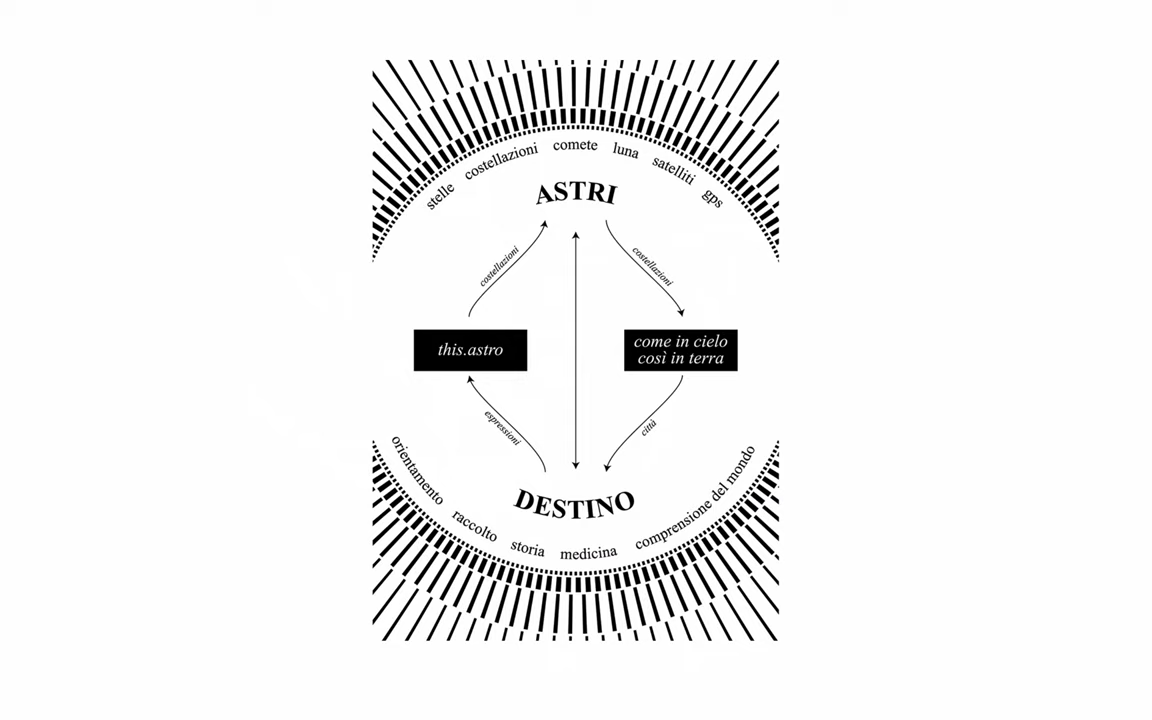 stelle costellazioni comete luna satelliti gps
ASTRI
costellazioni
costellazioni
this.astro
come in cielo
così in terra
espressioni
città
DESTINO
orientamento raccolto storia medicina comprensione del mondo